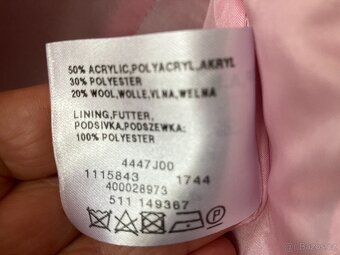 50% ACRYLIC,POLYACRYL,AKRYL
30% POLYESTER
20% WOOL,WOLLE,VLNA,WEŁNA
LINING,FUTTER,
PODSIVKA,PODSZEWKA;
100% POLYESTER
4447J00
1115843 1744
400028973
511 149367
P